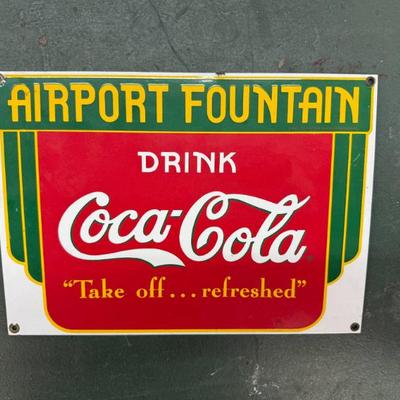 AIRPORT FOUNTAIN
DRINK
Coca-Cola
"Take off... refreshed"